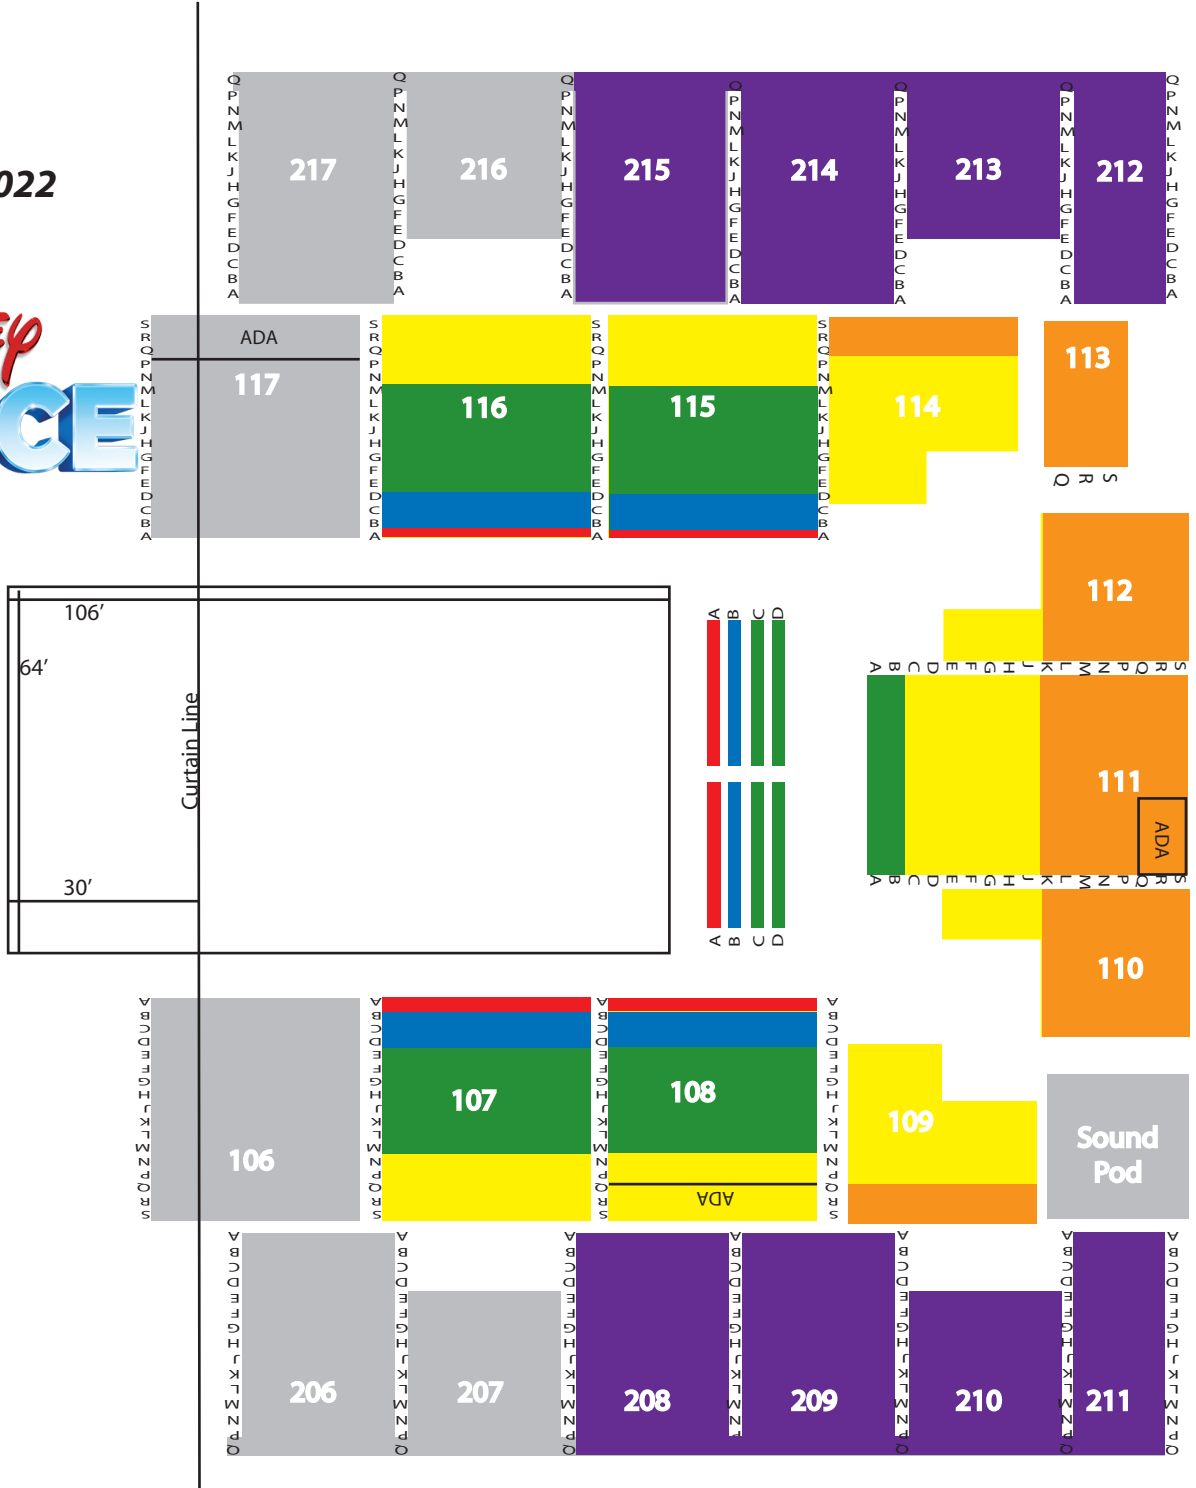 Q P N M L K J H G F E D C B A
217
Q P N M L K J H G F E D C B A
216
Q P N M L K J H G F E D C B A
215
Q P N M L K J H G F E D C B A
214
Q P N M L K J H G F E D C B A
213
Q P N M L K J H G F E D C B A
212
Q P N M L K J H G F E D C B A
022
CE
S R Q P N M L K J H G F E D C B A
ADA
117
S R Q P N M L K J H G F E D C B A
116
S R Q P N M L K J H G F E D C B A
115
S R Q P N M L K J H G F E D C B A
114
113
Q R S
112
106’
64’
Curtain Line
30’
A B C D
A B C D
A B C D E F G H J K L M N P Q R S
111
ADA
A B C D E F G H J K L M N P Q R S
110
A B C D E F G H J K L M N P Q R S
106
A B C D E F G H J K L M N P Q R S
107
A B C D E F G H J K L M N P Q R S
108
ADA
A B C D E F G H J K L M N P Q R S
109
Sound
Pod
A B C D E F G H J K L M N P Q
206
A B C D E F G H J K L M N P Q
207
A B C D E F G H J K L M N P Q
208
A B C D E F G H J K L M N P
209
A B C D E F G H J K L M N P Q
210
A B C D E F G H J K L M N P Q
211
A B C D E F G H J K L M N P Q